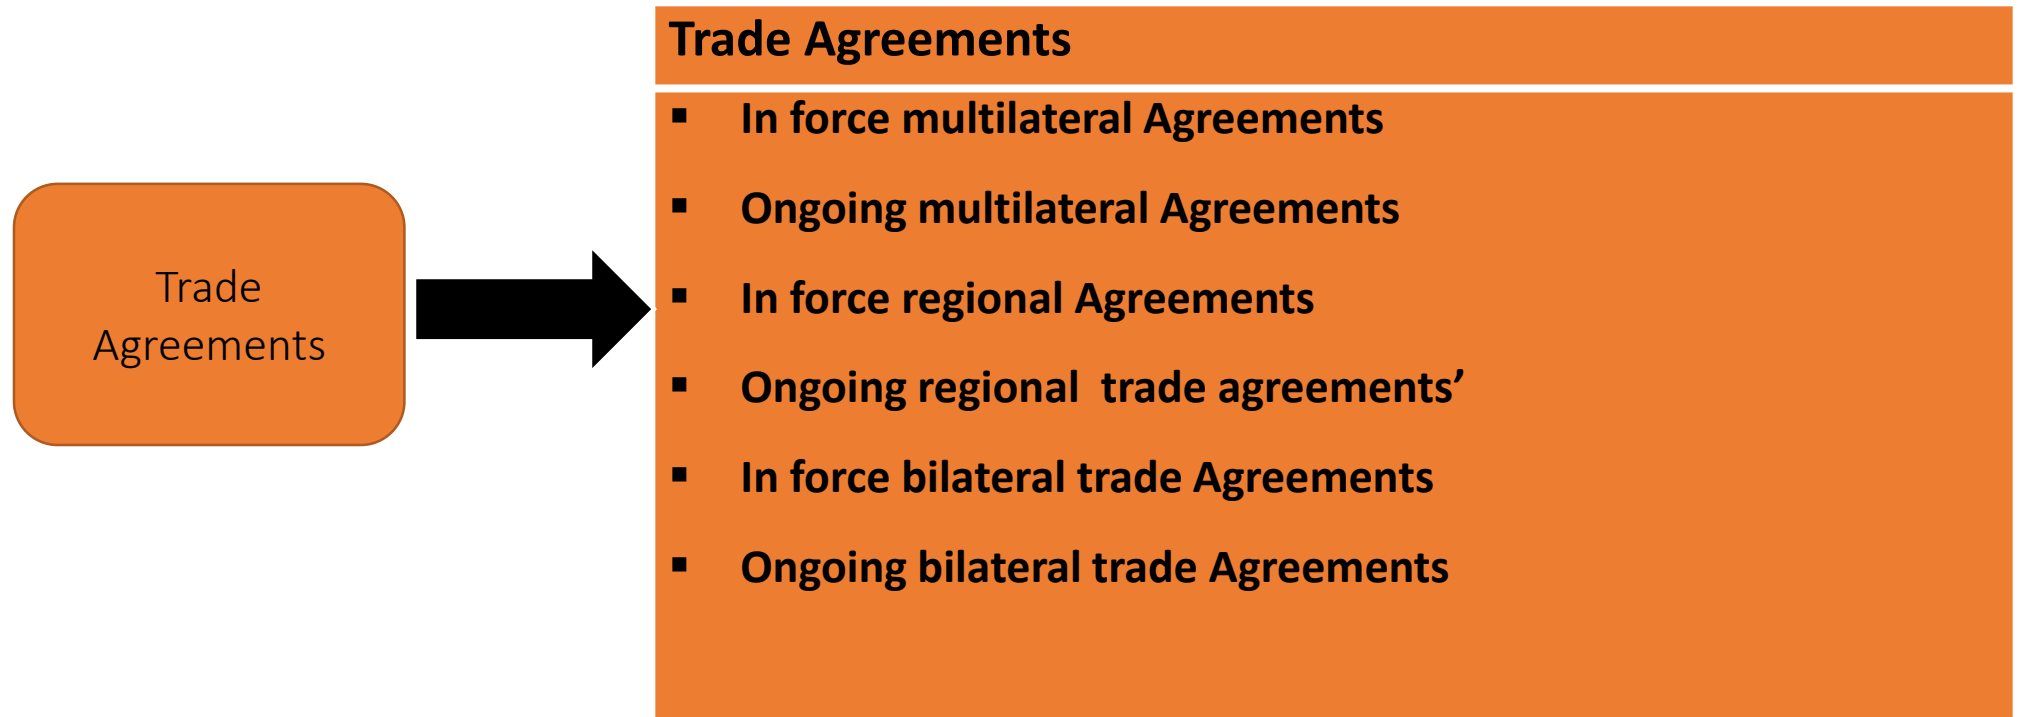 Trade
Agreements
Trade Agreements
▪ In force multilateral Agreements
▪ Ongoing multilateral Agreements
▪ In force regional Agreements
▪ Ongoing regional  trade agreements’
▪ In force bilateral trade Agreements
▪ Ongoing bilateral trade Agreements